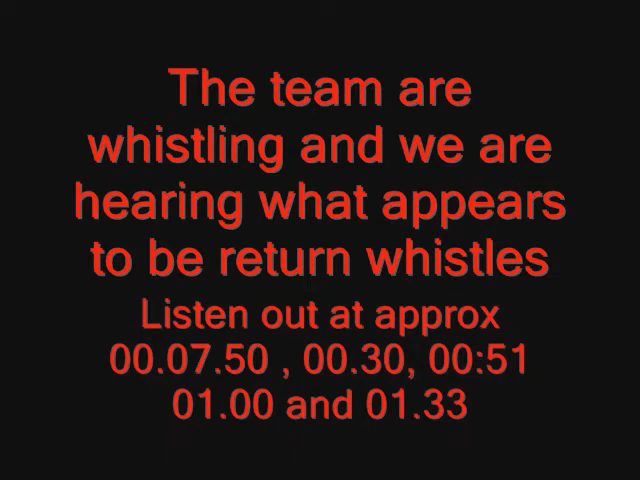 The team are
whistling and we are
hearing what appears
to be return whistles
Listen out at approx
00.07.50 , 00.30, 00:51
01.00 and 01.33